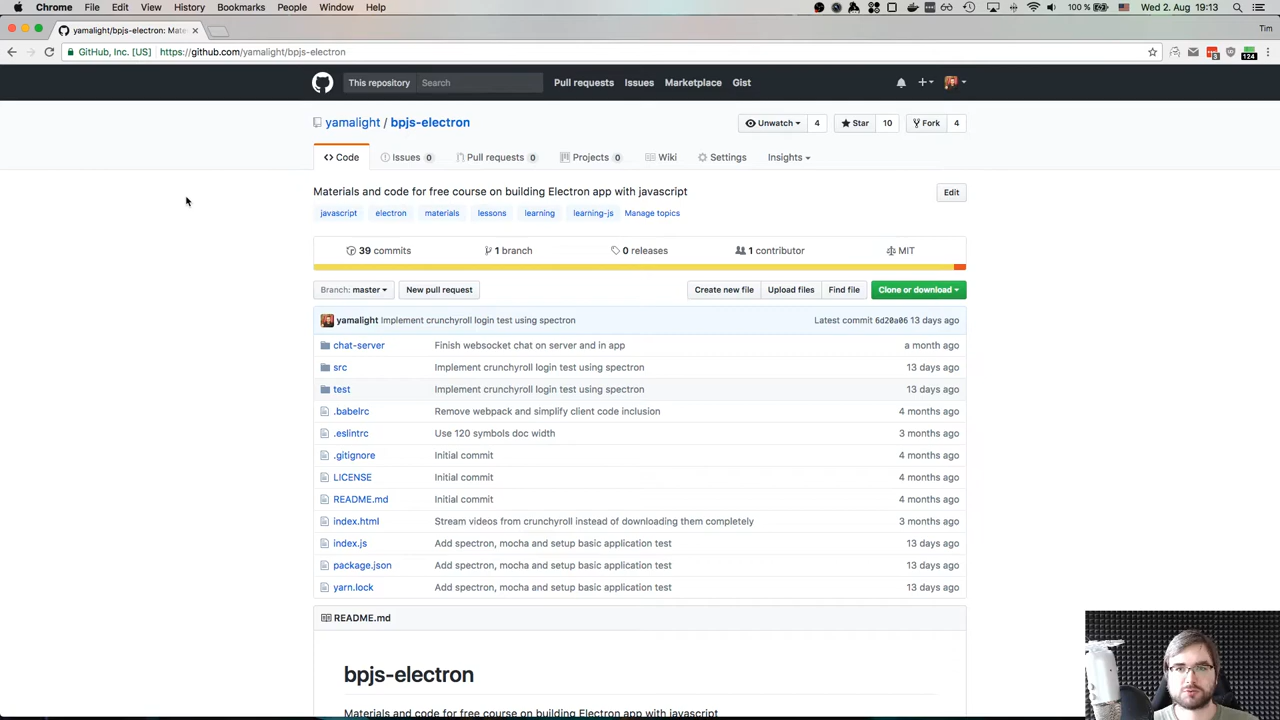 Chrome File Edit View History Bookmarks People Window Help 100 % Wed 2. Aug 19:13
yamalight/bpjs-electron: Mate Tim
GitHub, Inc. [US] https://github.com/yamalight/bpjs-electron 3 124
This repository Search Pull requests Issues Marketplace Gist
yamalight / bpjs-electron Unwatch 4 Star 10 Fork 4
Code Issues 0 Pull requests 0 Projects 0 Wiki Settings Insights
Materials and code for free course on building Electron app with javascript Edit
javascript electron materials lessons learning learning-js Manage topics
39 commits 1 branch 0 releases 1 contributor MIT
Branch: master New pull request Create new file Upload files Find file Clone or download
yamalight Implement crunchyroll login test using spectron Latest commit 6d20a06 13 days ago
chat-server Finish websocket chat on server and in app a month ago
src Implement crunchyroll login test using spectron 13 days ago
test Implement crunchyroll login test using spectron 13 days ago
.babelrc Remove webpack and simplify client code inclusion 4 months ago
.eslintrc Use 120 symbols doc width 3 months ago
.gitignore Initial commit 4 months ago
LICENSE Initial commit 4 months ago
README.md Initial commit 4 months ago
index.html Stream videos from crunchyroll instead of downloading them completely 3 months ago
index.js Add spectron, mocha and setup basic application test 13 days ago
package.json Add spectron, mocha and setup basic application test 13 days ago
yarn.lock Add spectron, mocha and setup basic application test 13 days ago
README.md
bpjs-electron
Materials and code for free course on building Electron app with javascript